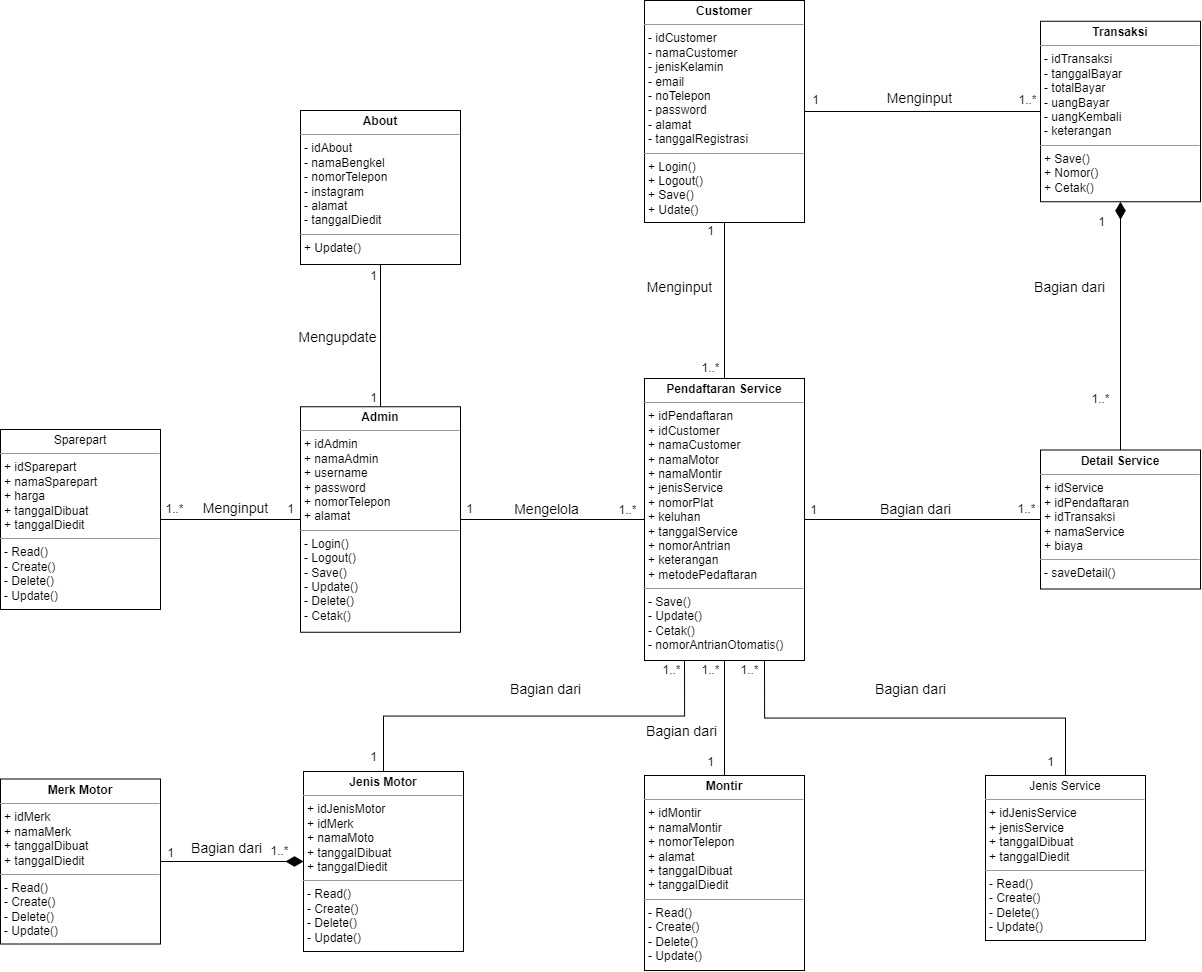 Customer
- idCustomer
- namaCustomer
- jenisKelamin
- email
- noTelepon
- password
- alamat
- tanggalRegistrasi
+ Login()
+ Logout()
+ Save()
+ Udate()
1
Menginput
1..*
Transaksi
- idTransaksi
- tanggalBayar
- totalBayar
- uangBayar
- uangKembali
- keterangan
+ Save()
+ Nomor()
+ Cetak()
About
- idAbout
- namaBengkel
- nomorTelepon
- instagram
- alamat
- tanggalDiedit
+ Update()
1
Mengupdate
1
1
Menginput
1..*
1
Bagian dari
1..*
Sparepart
+ idSparepart
+ namaSparepart
+ harga
+ tanggalDibuat
+ tanggalDiedit
- Read()
- Create()
- Delete()
- Update()
1..*
Menginput
1
Admin
+ idAdmin
+ namaAdmin
+ username
+ password
+ nomorTelepon
+ alamat
- Login()
- Logout()
- Save()
- Update()
- Delete()
- Cetak()
1
Mengelola
1..*
Pendaftaran Service
+ idPendaftaran
+ idCustomer
+ namaCustomer
+ namaMotor
+ namaMontir
+ jenisService
+ nomorPlat
+ keluhan
+ tanggalService
+ nomorAntrian
+ keterangan
+ metodePedaftaran
- Save()
- Update()
- Cetak()
- nomorAntrianOtomatis()
1
Bagian dari
1..*
Detail Service
+ idService
+ idPendaftaran
+ idTransaksi
+ namaService
+ biaya
- saveDetail()
1..*
1..*
1..*
Bagian dari
Bagian dari
Bagian dari
1
1
1
Merk Motor
+ idMerk
+ namaMerk
+ tanggalDibuat
+ tanggalDiedit
- Read()
- Create()
- Delete()
- Update()
1
Bagian dari
1..*
Jenis Motor
+ idJenisMotor
+ idMerk
+ namaMoto
+ tanggalDibuat
+ tanggalDiedit
- Read()
- Create()
- Delete()
- Update()
Montir
+ idMontir
+ namaMontir
+ nomorTelepon
+ alamat
+ tanggalDibuat
+ tanggalDiedit
- Read()
- Create()
- Delete()
- Update()
Jenis Service
+ idJenisService
+ jenisService
+ tanggalDibuat
+ tanggalDiedit
- Read()
- Create()
- Delete()
- Update()